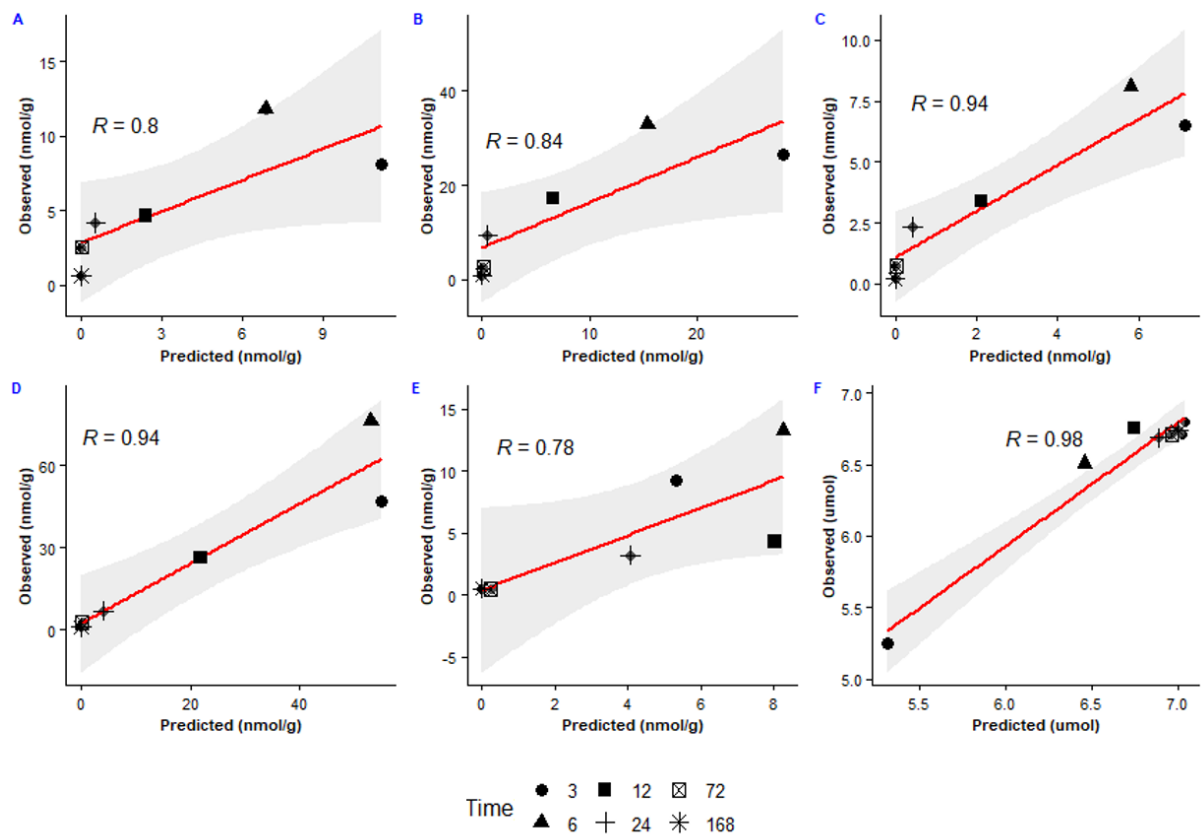 A
B
C
R = 0.8
R = 0.84
R = 0.94
Observed (nmol/g)
Observed (nmol/g)
Observed (nmol/g)
15
10
5
0
40
20
0
10.0
7.5
5.0
2.5
0.0
0 3 6 9
0 10 20
0 2 4 6
Predicted (nmol/g)
Predicted (nmol/g)
Predicted (nmol/g)
D
E
F
R = 0.94
R = 0.78
R = 0.98
Observed (nmol/g)
Observed (nmol/g)
Observed (umol)
60
30
0
15
10
5
0
-5
7.0
6.5
6.0
5.5
5.0
0 20 40
0 2 4 6 8
5.5 6.0 6.5 7.0
Predicted (nmol/g)
Predicted (nmol/g)
Predicted (umol)
Time
3 12 72
6 24 168